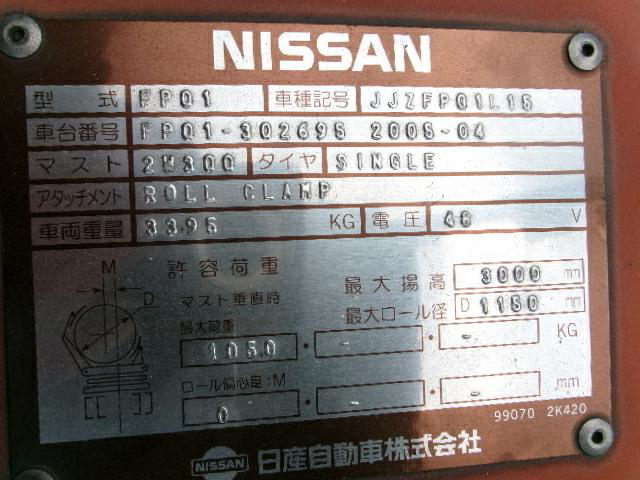 NISSAN
型式 FPQ1 車種記号 JJZFPQ1L15
車台番号 FPQ1-302695 2005-04
マスト 2W300 タイヤ SINGLE
アタッチメント ROLL CLAMP
車両重量 3395 KG 電圧 48 V
M 許容荷重 最大揚高 3000 mm
D マスト垂直時 最大ロール径 D 1150 mm
最大荷重
1050 · - · - KG
ロール偏心量:M
0 · - · - mm
99070 2K420
NISSAN 日産自動車株式会社